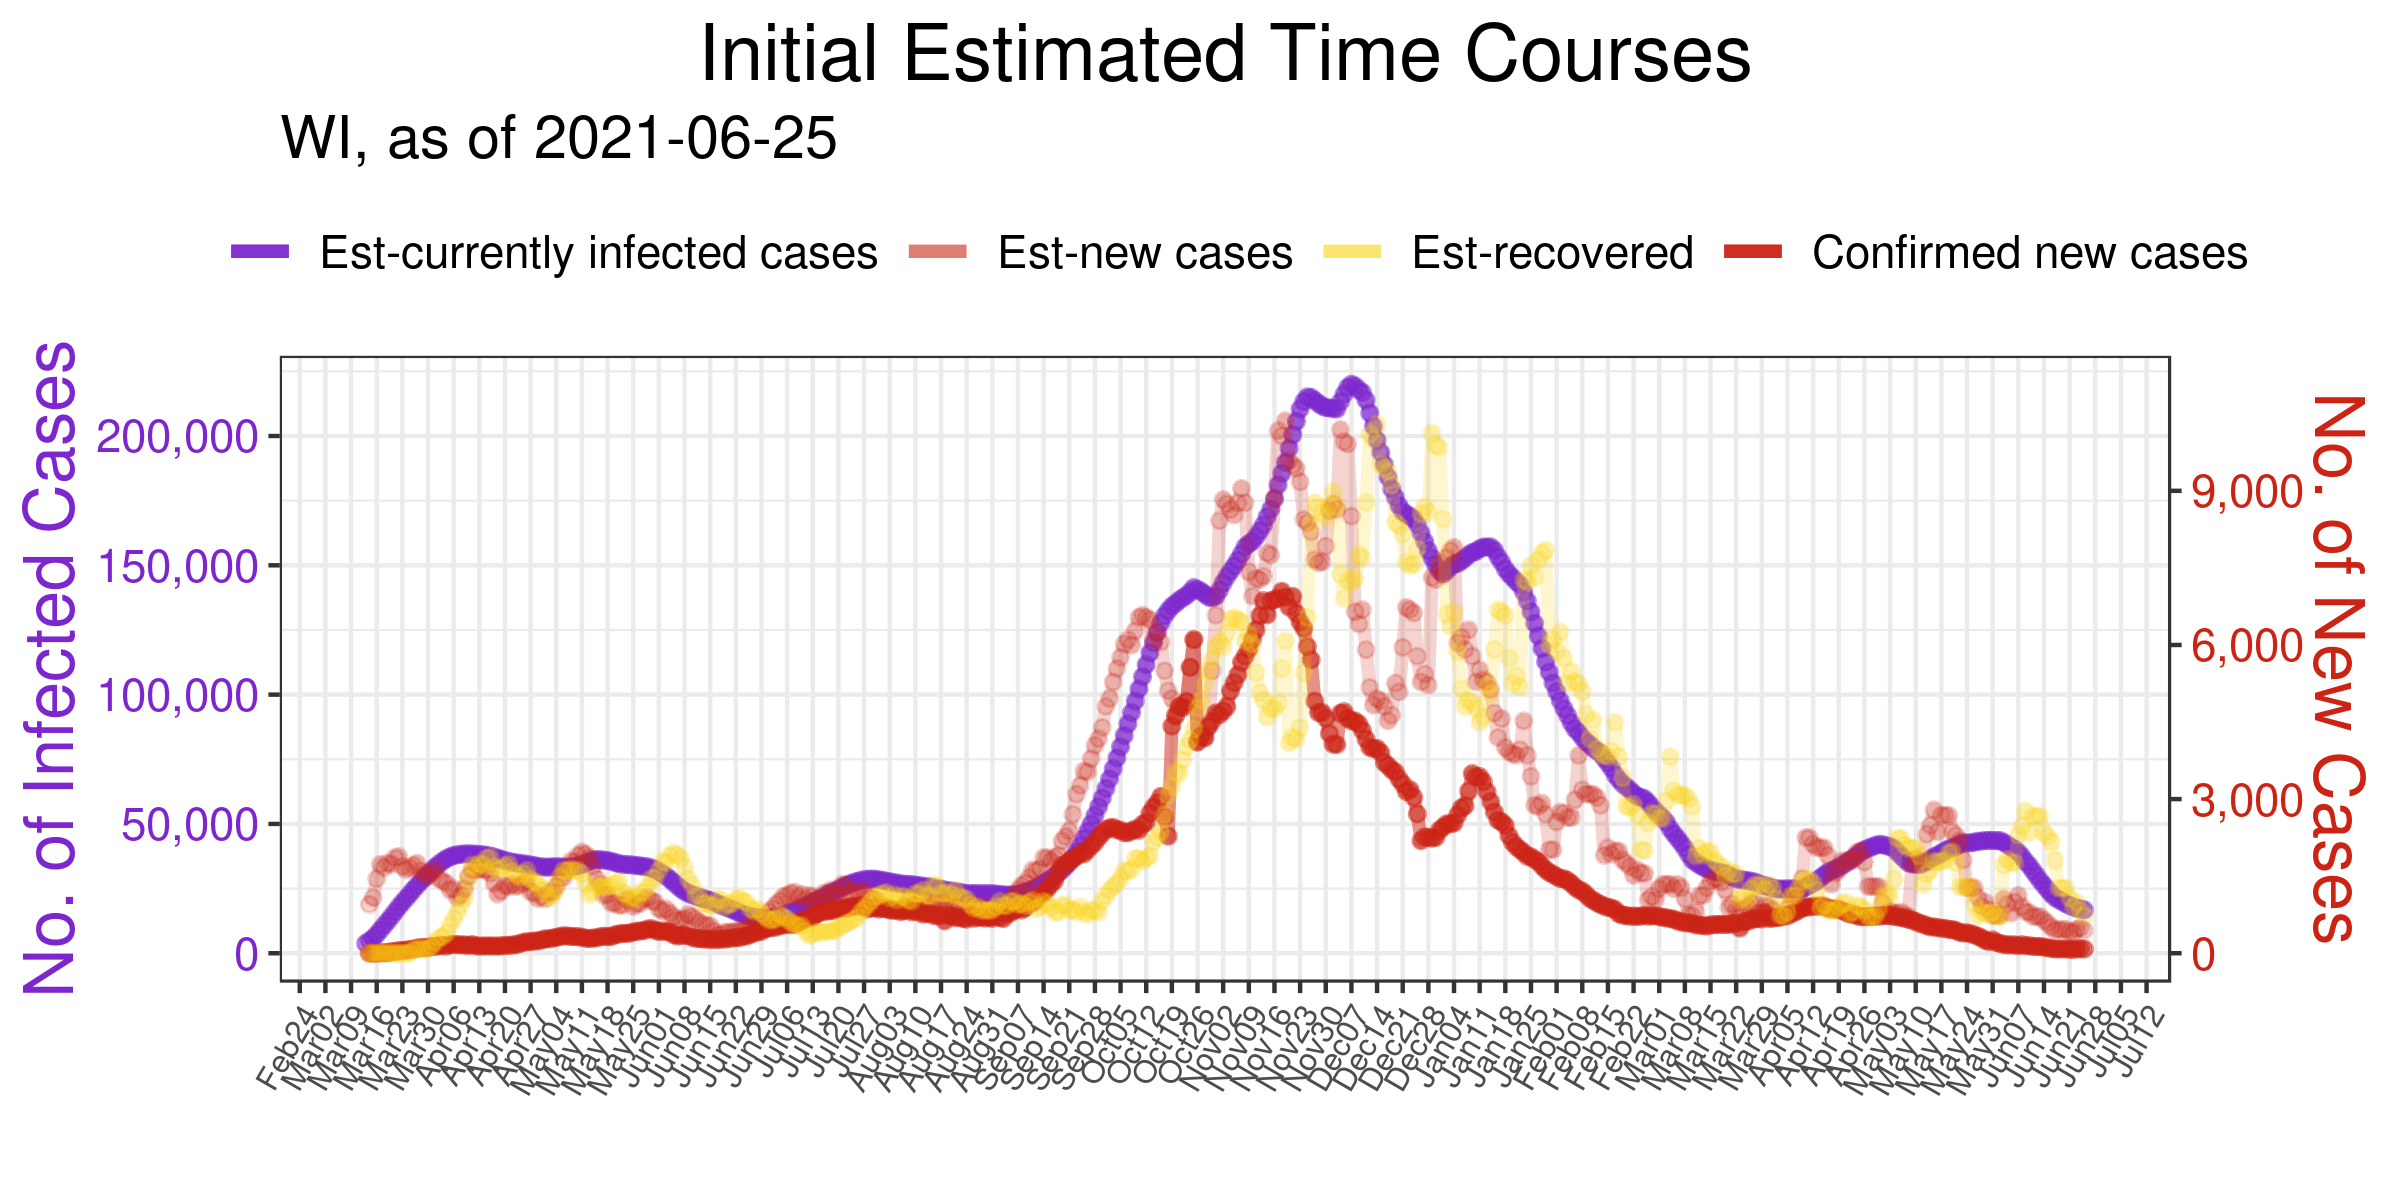 Initial Estimated Time Courses
WI, as of 2021-06-25
Est-currently infected cases
Est-new cases
Est-recovered
Confirmed new cases
No. of Infected Cases
200,000
150,000
100,000
50,000
0
9,000
6,000
3,000
0
No. of New Cases
Feb24
Mar02
Mar09
Mar16
Mar23
Mar30
Apr06
Apr13
Apr20
Apr27
May04
May11
May18
May25
Jun01
Jun08
Jun15
Jun22
Jun29
Jul06
Jul13
Jul20
Jul27
Aug03
Aug10
Aug17
Aug24
Aug31
Sep07
Sep14
Sep21
Sep28
Oct05
Oct12
Oct19
Oct26
Nov02
Nov09
Nov16
Nov23
Nov30
Dec07
Dec14
Dec21
Dec28
Jan04
Jan11
Jan18
Jan25
Feb01
Feb08
Feb15
Feb22
Mar01
Mar08
Mar15
Mar22
Mar29
Apr05
Apr12
Apr19
Apr26
May03
May10
May17
May24
May31
Jun07
Jun14
Jun21
Jun28
Jul05
Jul12